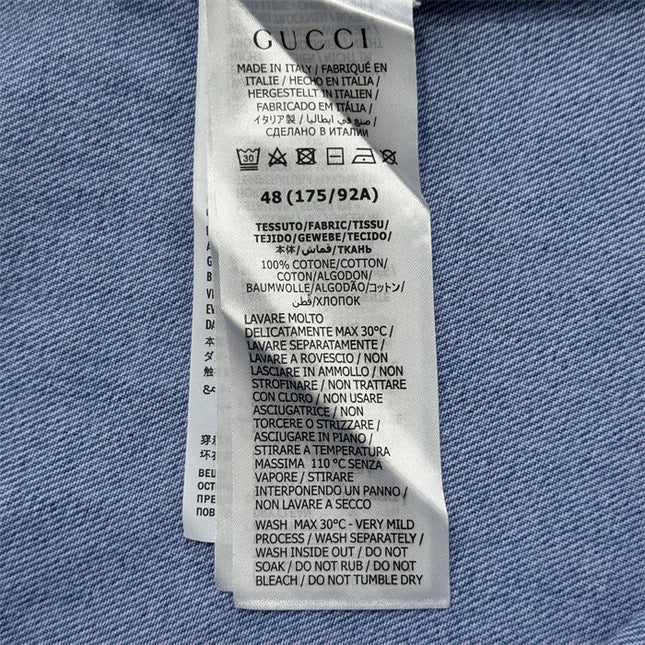 GUCCI
MADE IN ITALY / FABRIQUÉ EN
ITALIE / HECHO EN ITALIA /
HERGESTELLT IN ITALIEN /
FABRICADO EM ITÁLIA /
イタリア製 / صنع في ايطاليا /
СДЕЛАНО В ИТАЛИИ
30
48 (175/92A)
TESSUTO/FABRIC/TISSU/
TEJIDO/GEWEBE/TECIDO/
本体/قماش/ТКАНЬ
100% COTONE/COTTON/
COTON/ALGODON/
BAUMWOLLE/ALGODÃO/コットン/
قطن/ХЛОПОК
LAVARE MOLTO
DELICATAMENTE MAX 30°C /
LAVARE SEPARATAMENTE /
LAVARE A ROVESCIO / NON
LASCIARE IN AMMOLLO / NON
STROFINARE / NON TRATTARE
CON CLORO / NON USARE
ASCIUGATRICE / NON
TORCERE O STRIZZARE /
ASCIUGARE IN PIANO /
STIRARE A TEMPERATURA
MASSIMA 110 °C SENZA
VAPORE / STIRARE
INTERPONENDO UN PANNO /
NON LAVARE A SECCO
WASH MAX 30°C - VERY MILD
PROCESS / WASH SEPARATELY /
WASH INSIDE OUT / DO NOT
SOAK / DO NOT RUB / DO NOT
BLEACH / DO NOT TUMBLE DRY